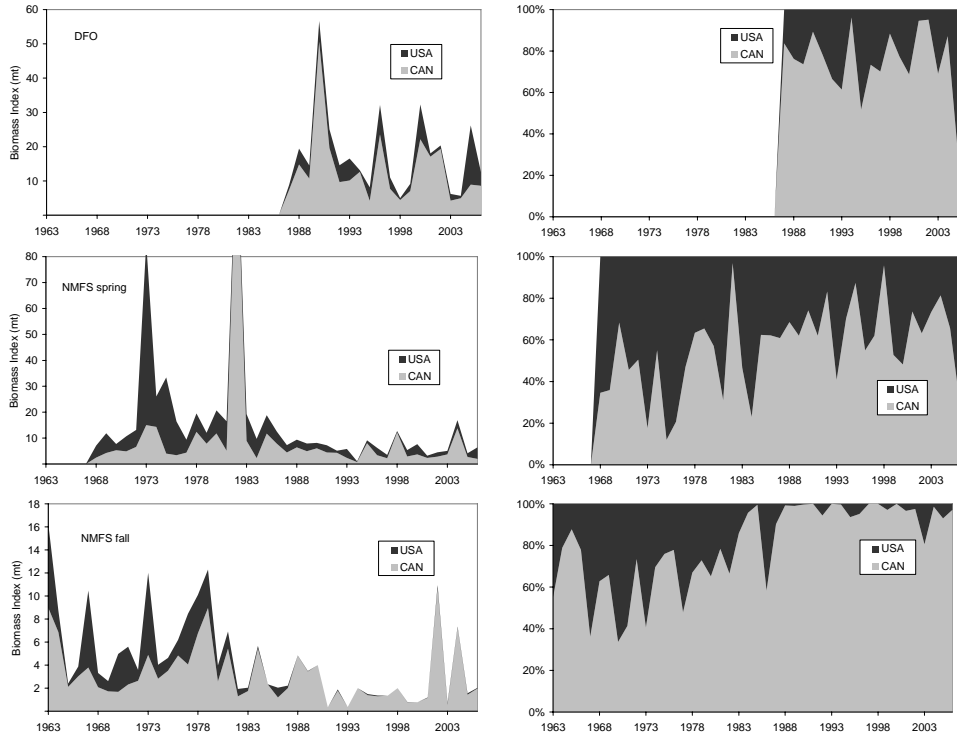 60
50
40
30
20
10
Biomass Index (mt)
DFO
USA
CAN
1963 1968 1973 1978 1983 1988 1993 1998 2003
100%
80%
60%
40%
20%
0%
USA
CAN
1963 1968 1973 1978 1983 1988 1993 1998 2003
80
70
60
50
40
30
20
10
Biomass Index (mt)
NMFS spring
USA
CAN
1963 1968 1973 1978 1983 1988 1993 1998 2003
100%
80%
60%
40%
20%
0%
USA
CAN
1963 1968 1973 1978 1983 1988 1993 1998 2003
18
16
14
12
10
8
6
4
2
Biomass Index (mt)
NMFS fall
USA
CAN
1963 1968 1973 1978 1983 1988 1993 1998 2003
100%
80%
60%
40%
20%
0%
USA
CAN
1963 1968 1973 1978 1983 1988 1993 1998 2003